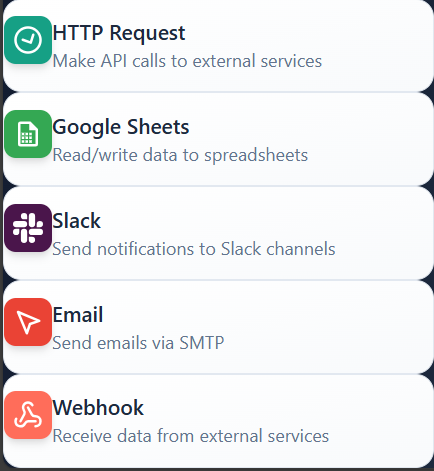 HTTP Request
Make API calls to external services
Google Sheets
Read/write data to spreadsheets
Slack
Send notifications to Slack channels
Email
Send emails via SMTP
Webhook
Receive data from external services